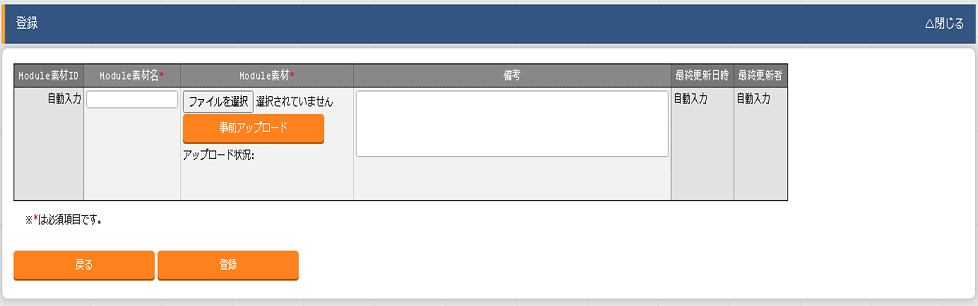 登録 △閉じる
Module素材ID Module素材名* Module素材* 備考 最終更新日時 最終更新者
自動入力 ファイルを選択 選択されていません 自動入力 自動入力
事前アップロード
アップロード状況:
※*は必須項目です。
戻る 登録